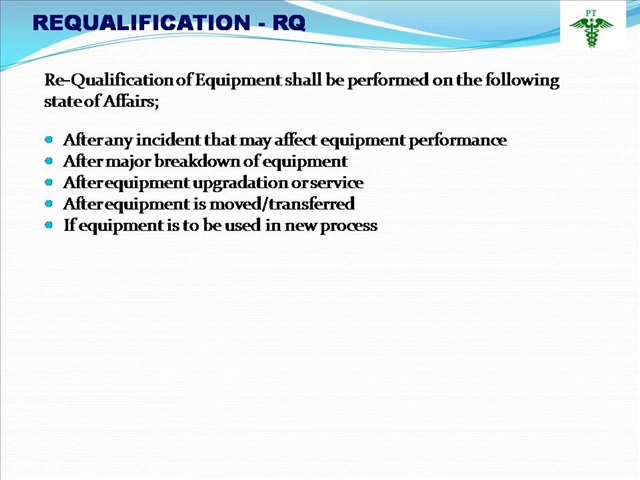 REQUALIFICATION - RQ
PT
Re-Qualification of Equipment shall be performed on the following
state of Affairs;
After any incident that may affect equipment performance
After major breakdown of equipment
After equipment upgradation or service
After equipment is moved/transferred
If equipment is to be used in new process